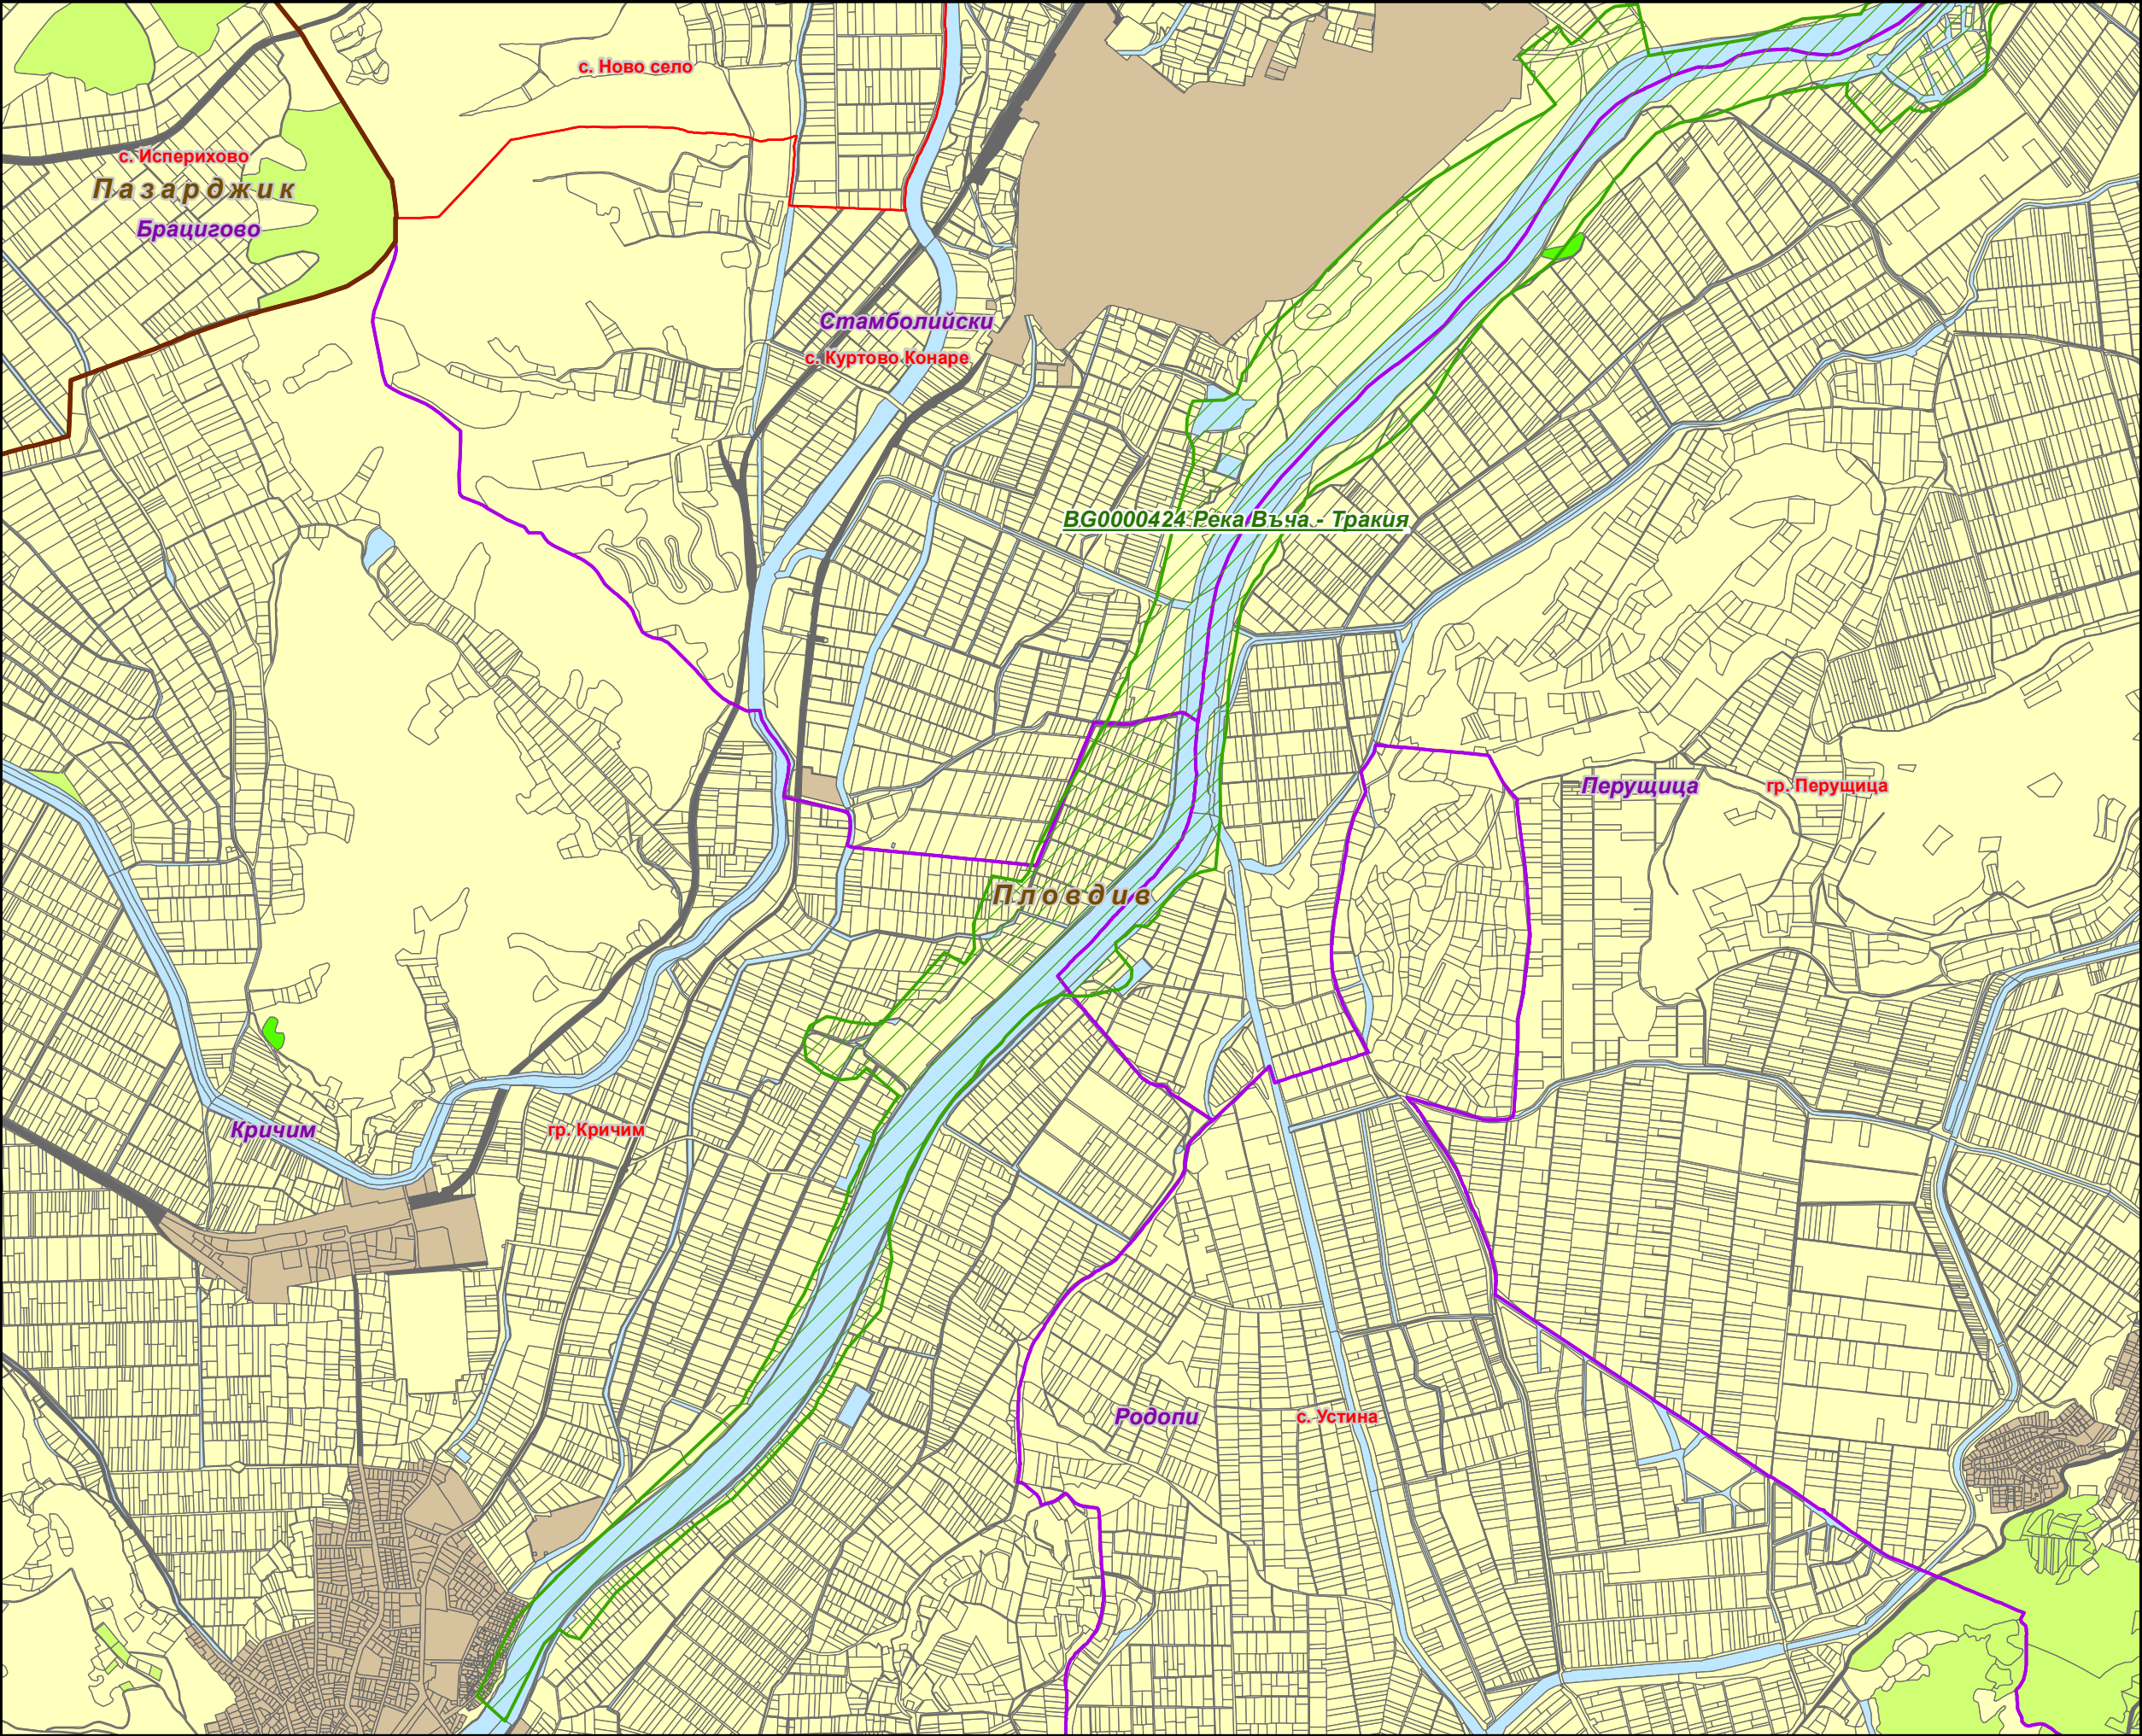 с. Ново село
с. Исперихово
Пазарджик
Брацигово
Стамболийски
с. Куртово Конаре
BG0000424 Река Въча - Тракия
Перущица
гр. Перущица
Пловдив
Кричим
гр. Кричим
Родопи
с. Устина